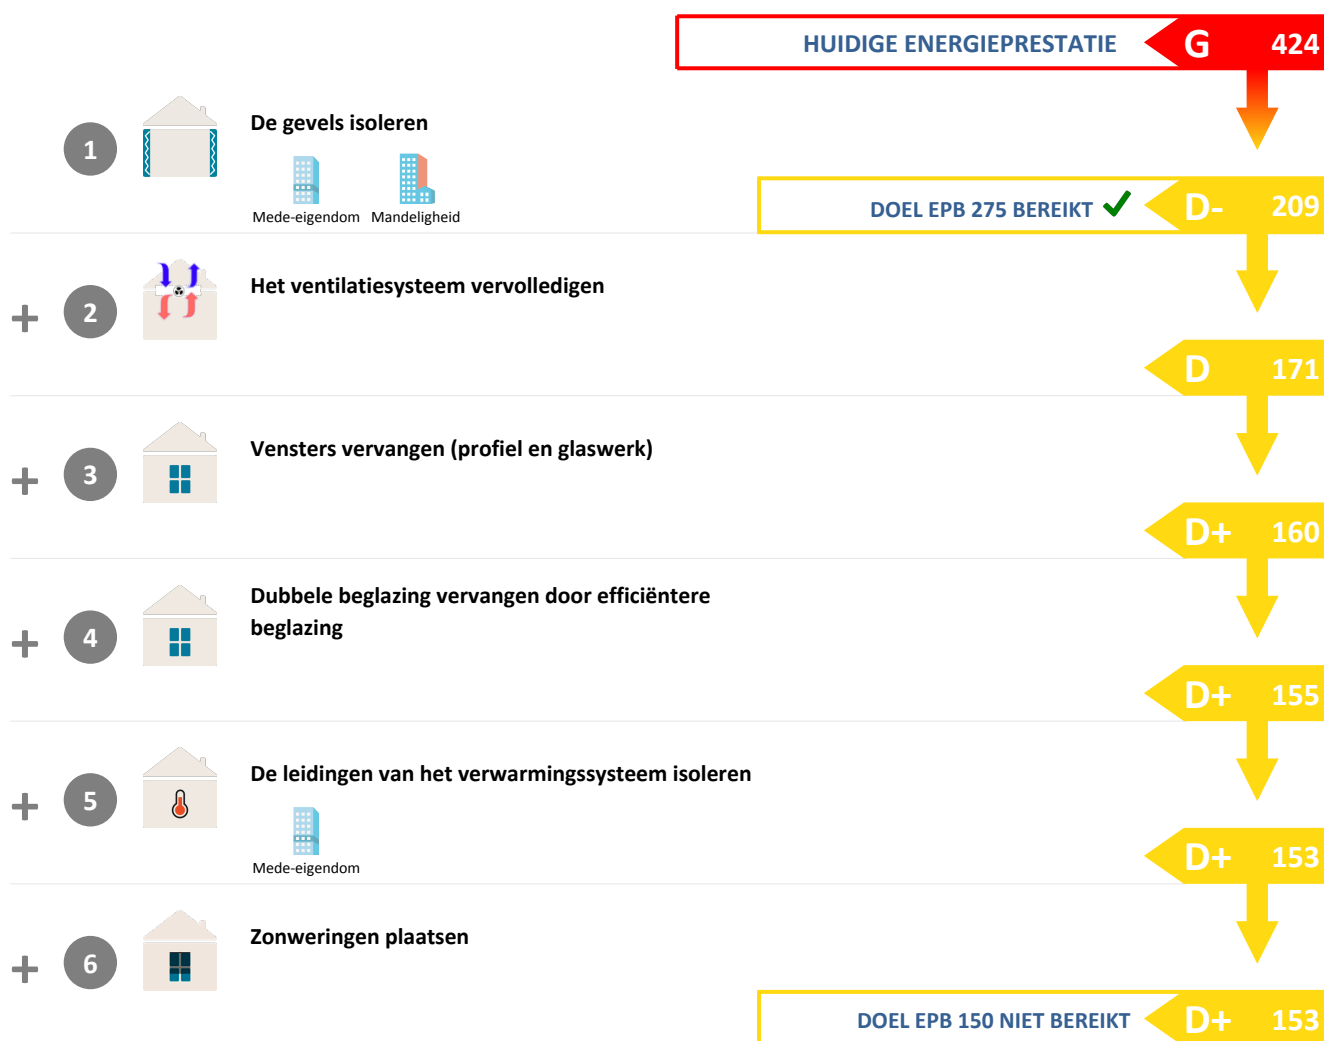 HUIDIGE ENERGIEPRESTATIE G 424
1 De gevels isoleren
Mede-eigendom Mandeligheid
DOEL EPB 275 BEREIKT ✓ D- 209
+ 2 Het ventilatiesysteem vervolledigen
D 171
+ 3 Vensters vervangen (profiel en glaswerk)
D+ 160
+ 4 Dubbele beglazing vervangen door efficiëntere
beglazing
D+ 155
+ 5 De leidingen van het verwarmingssysteem isoleren
Mede-eigendom
D+ 153
+ 6 Zonweringen plaatsen
DOEL EPB 150 NIET BEREIKT D+ 153